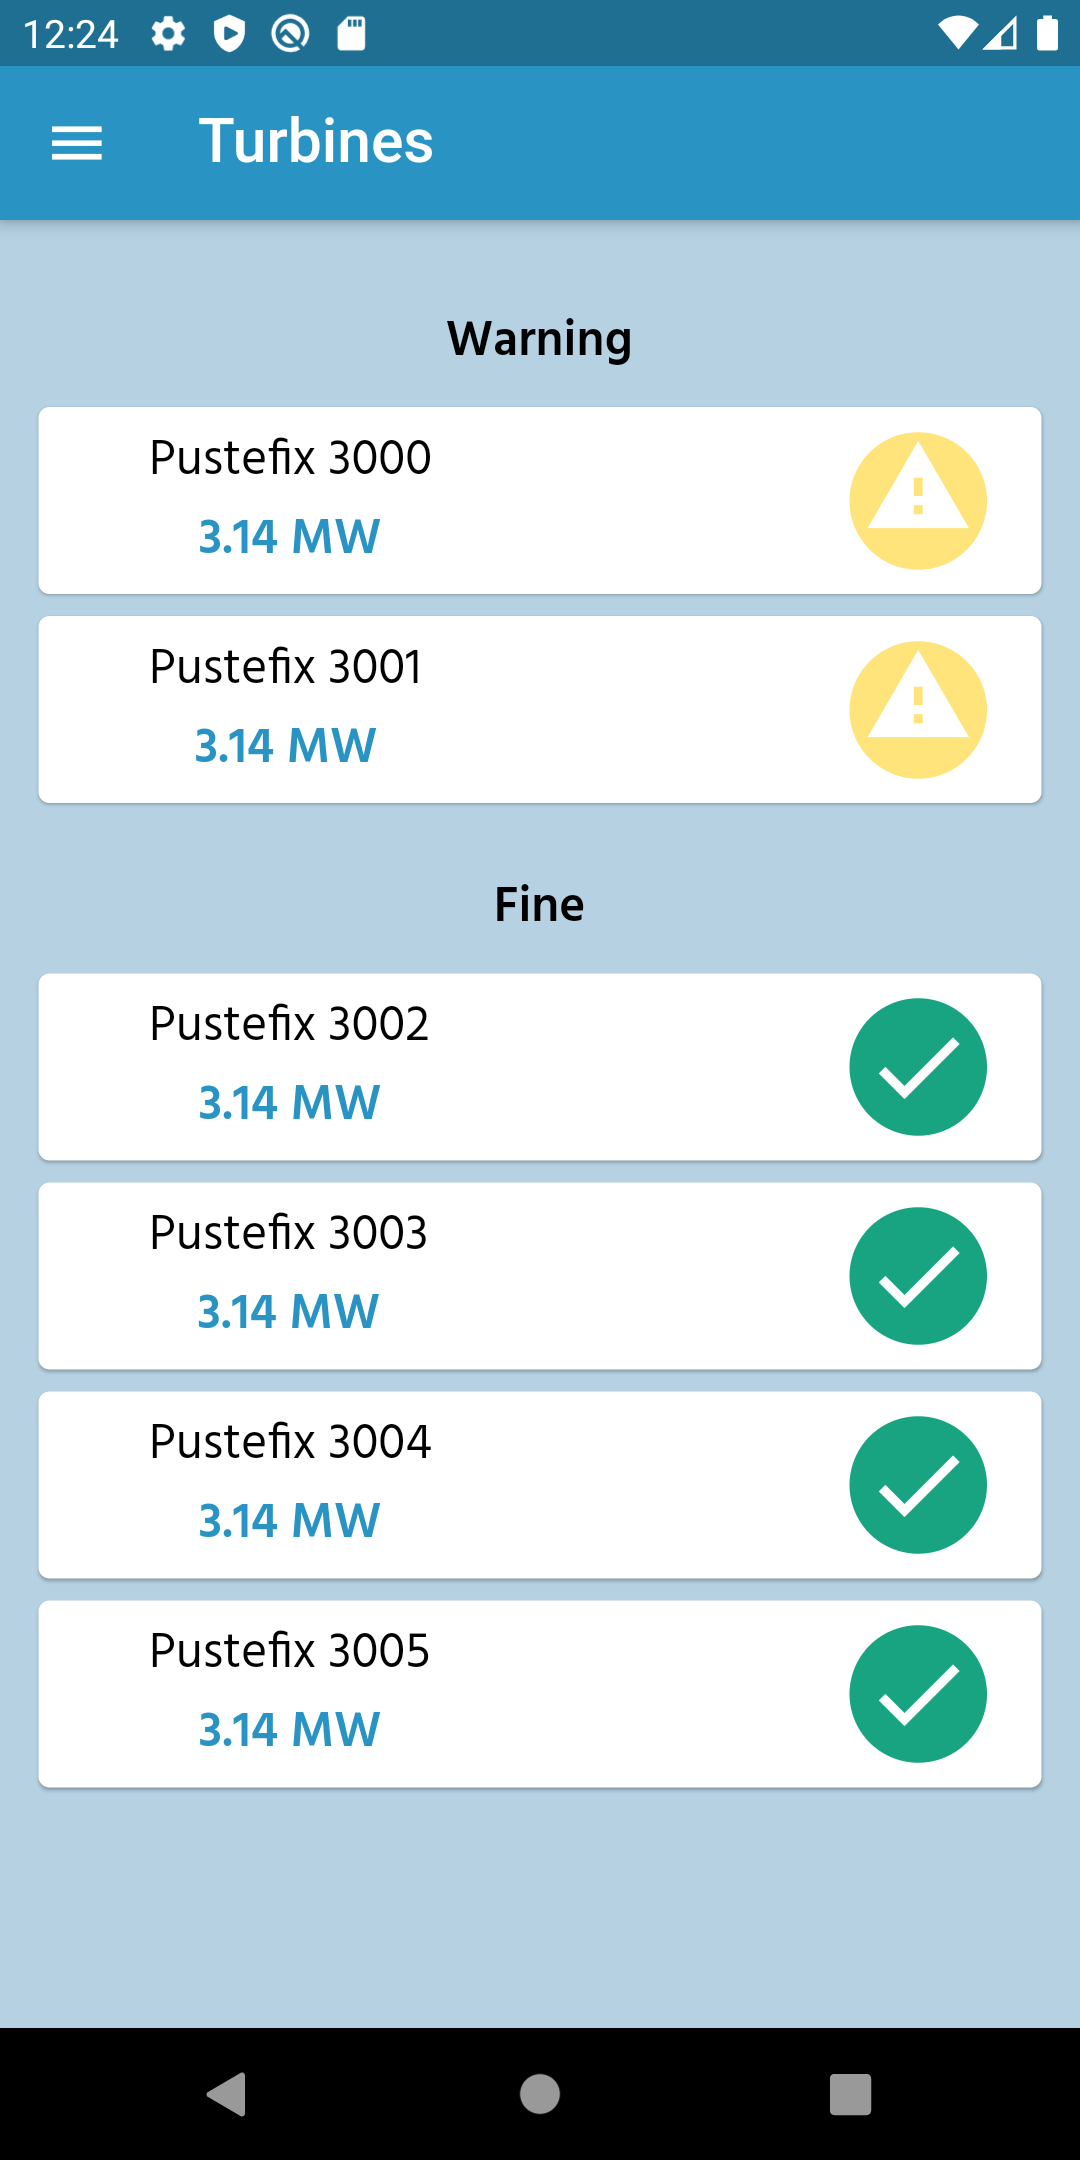 12:24
Turbines
Warning
Pustefix 3000
3.14 MW
Pustefix 3001
3.14 MW
Fine
Pustefix 3002
3.14 MW
Pustefix 3003
3.14 MW
Pustefix 3004
3.14 MW
Pustefix 3005
3.14 MW